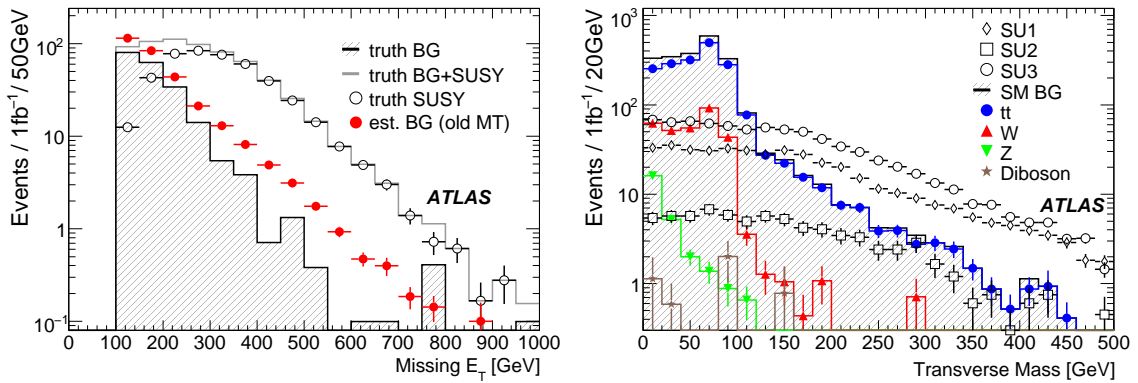 Events / 1fb⁻¹/ 50GeV
10²
10
1
10⁻¹
truth BG
truth BG+SUSY
truth SUSY
est. BG (old MT)
ATLAS
0 100 200 300 400 500 600 700 800 900 1000
Missing E_T [GeV]
Events / 1fb⁻¹/ 20GeV
10³
10²
10
1
SU1
SU2
SU3
SM BG
tt
W
Z
Diboson
ATLAS
0 50 100 150 200 250 300 350 400 450 500
Transverse Mass [GeV]